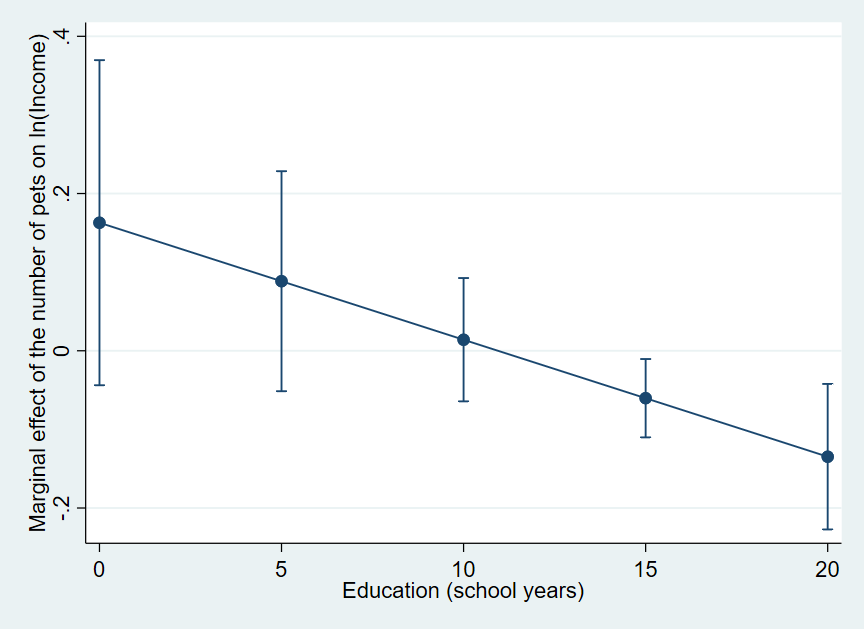 Marginal effect of the number of pets on ln(Income)
.4
.2
0
-.2
0 5 10 15 20
Education (school years)